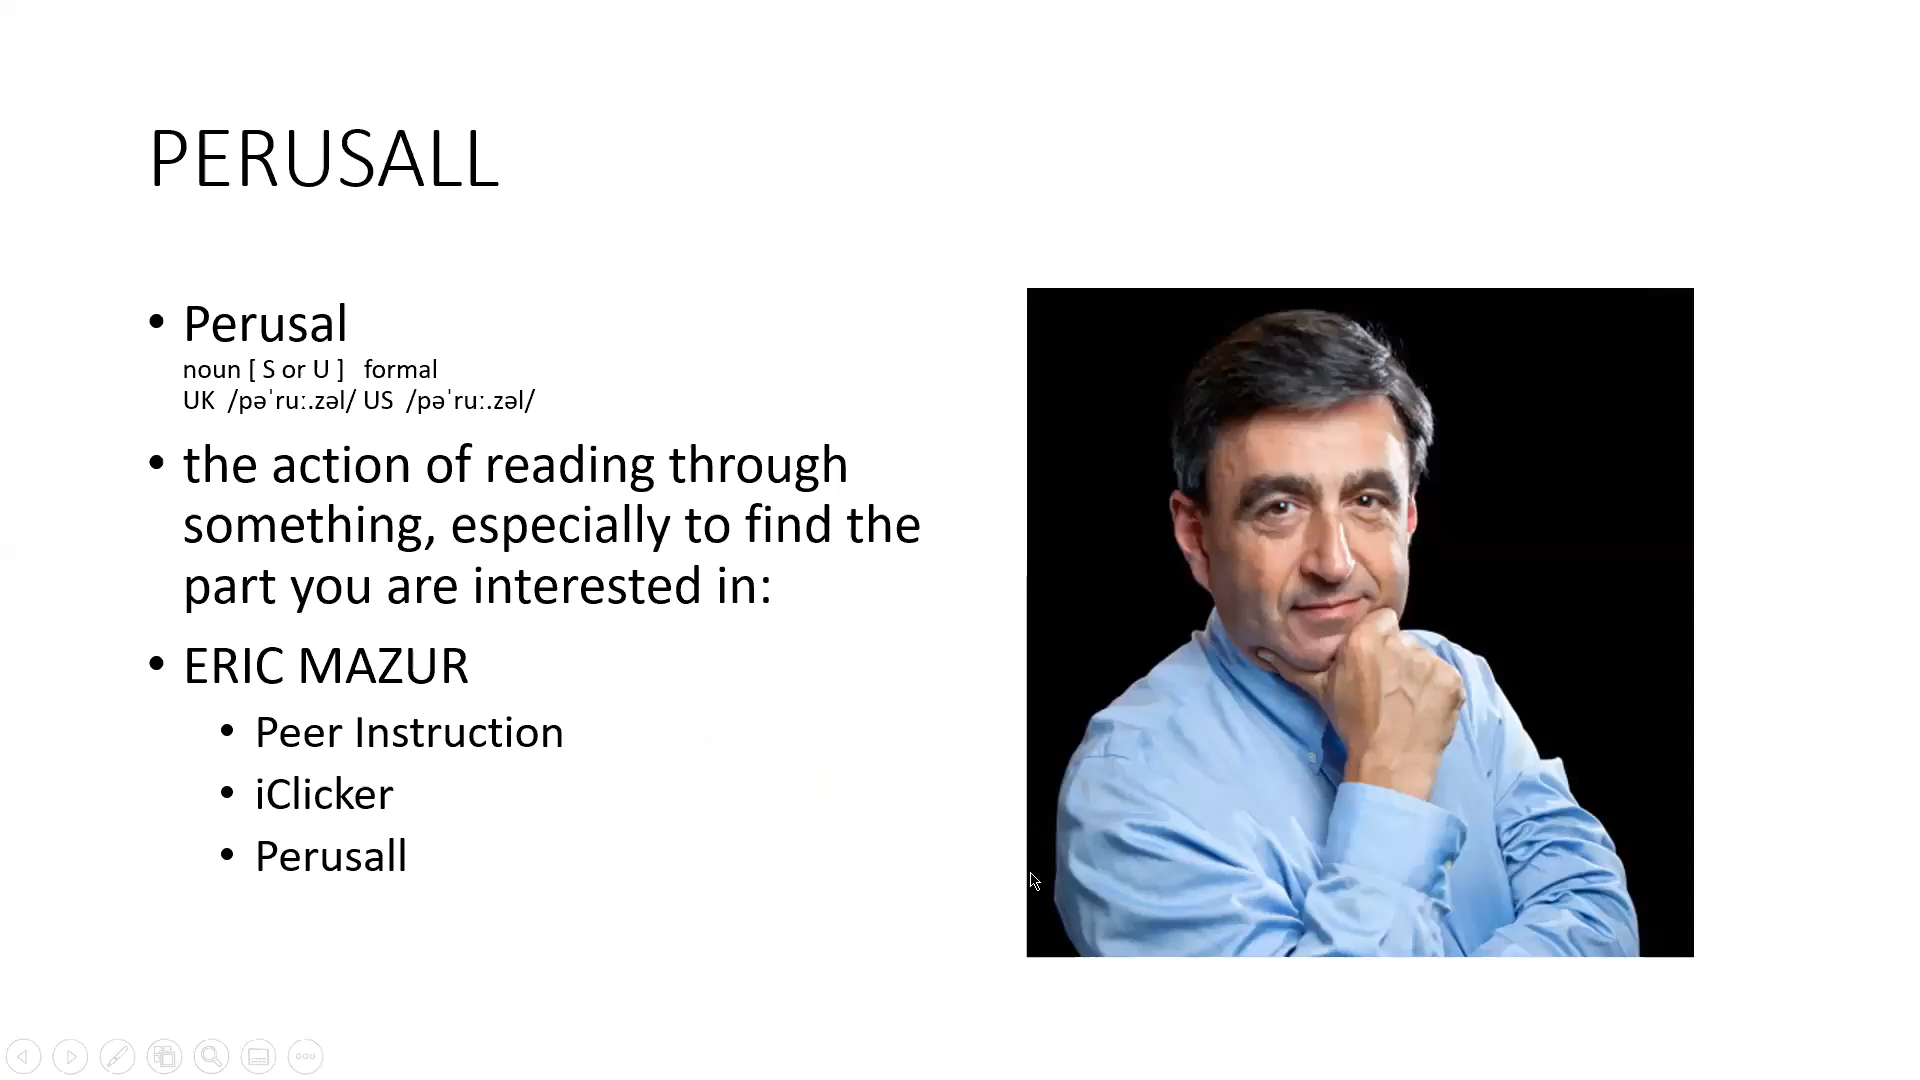 PERUSALL
• Perusal
noun [ S or U ]   formal
UK  /pəˈruː.zəl/ US  /pəˈruː.zəl/
• the action of reading through
something, especially to find the
part you are interested in:
• ERIC MAZUR
• Peer Instruction
• iClicker
• Perusall